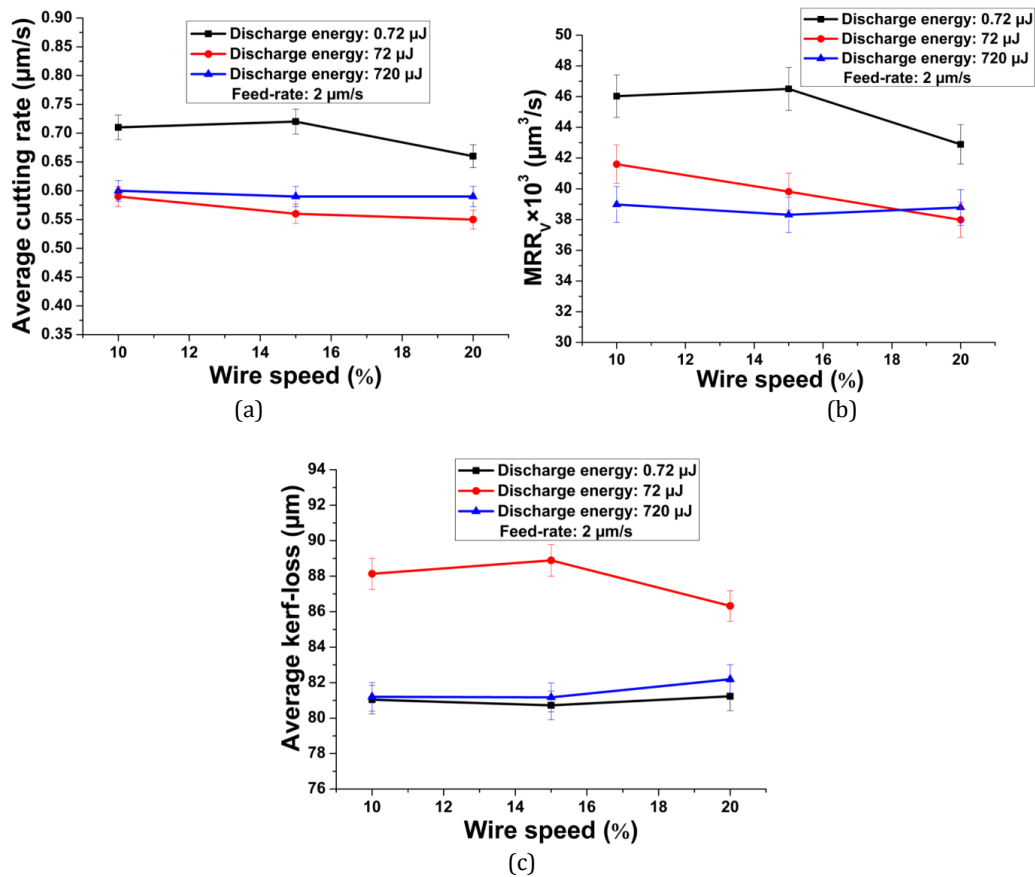 Discharge energy: 0.72 µJ
Discharge energy: 72 µJ
Discharge energy: 720 µJ
Feed-rate: 2 µm/s
Average cutting rate (µm/s)
0.90
0.85
0.80
0.75
0.70
0.65
0.60
0.55
0.50
0.45
0.40
0.35
10 12 14 16 18 20
Wire speed (%)
(a)
Discharge energy: 0.72 µJ
Discharge energy: 72 µJ
Discharge energy: 720 µJ
Feed-rate: 2 µm/s
MRRV×10³ (µm³/s)
50
48
46
44
42
40
38
36
34
32
30
10 12 14 16 18 20
Wire speed (%)
(b)
Discharge energy: 0.72 µJ
Discharge energy: 72 µJ
Discharge energy: 720 µJ
Feed-rate: 2 µm/s
Average kerf-loss (µm)
94
92
90
88
86
84
82
80
78
76
10 12 14 16 18 20
Wire speed (%)
(c)